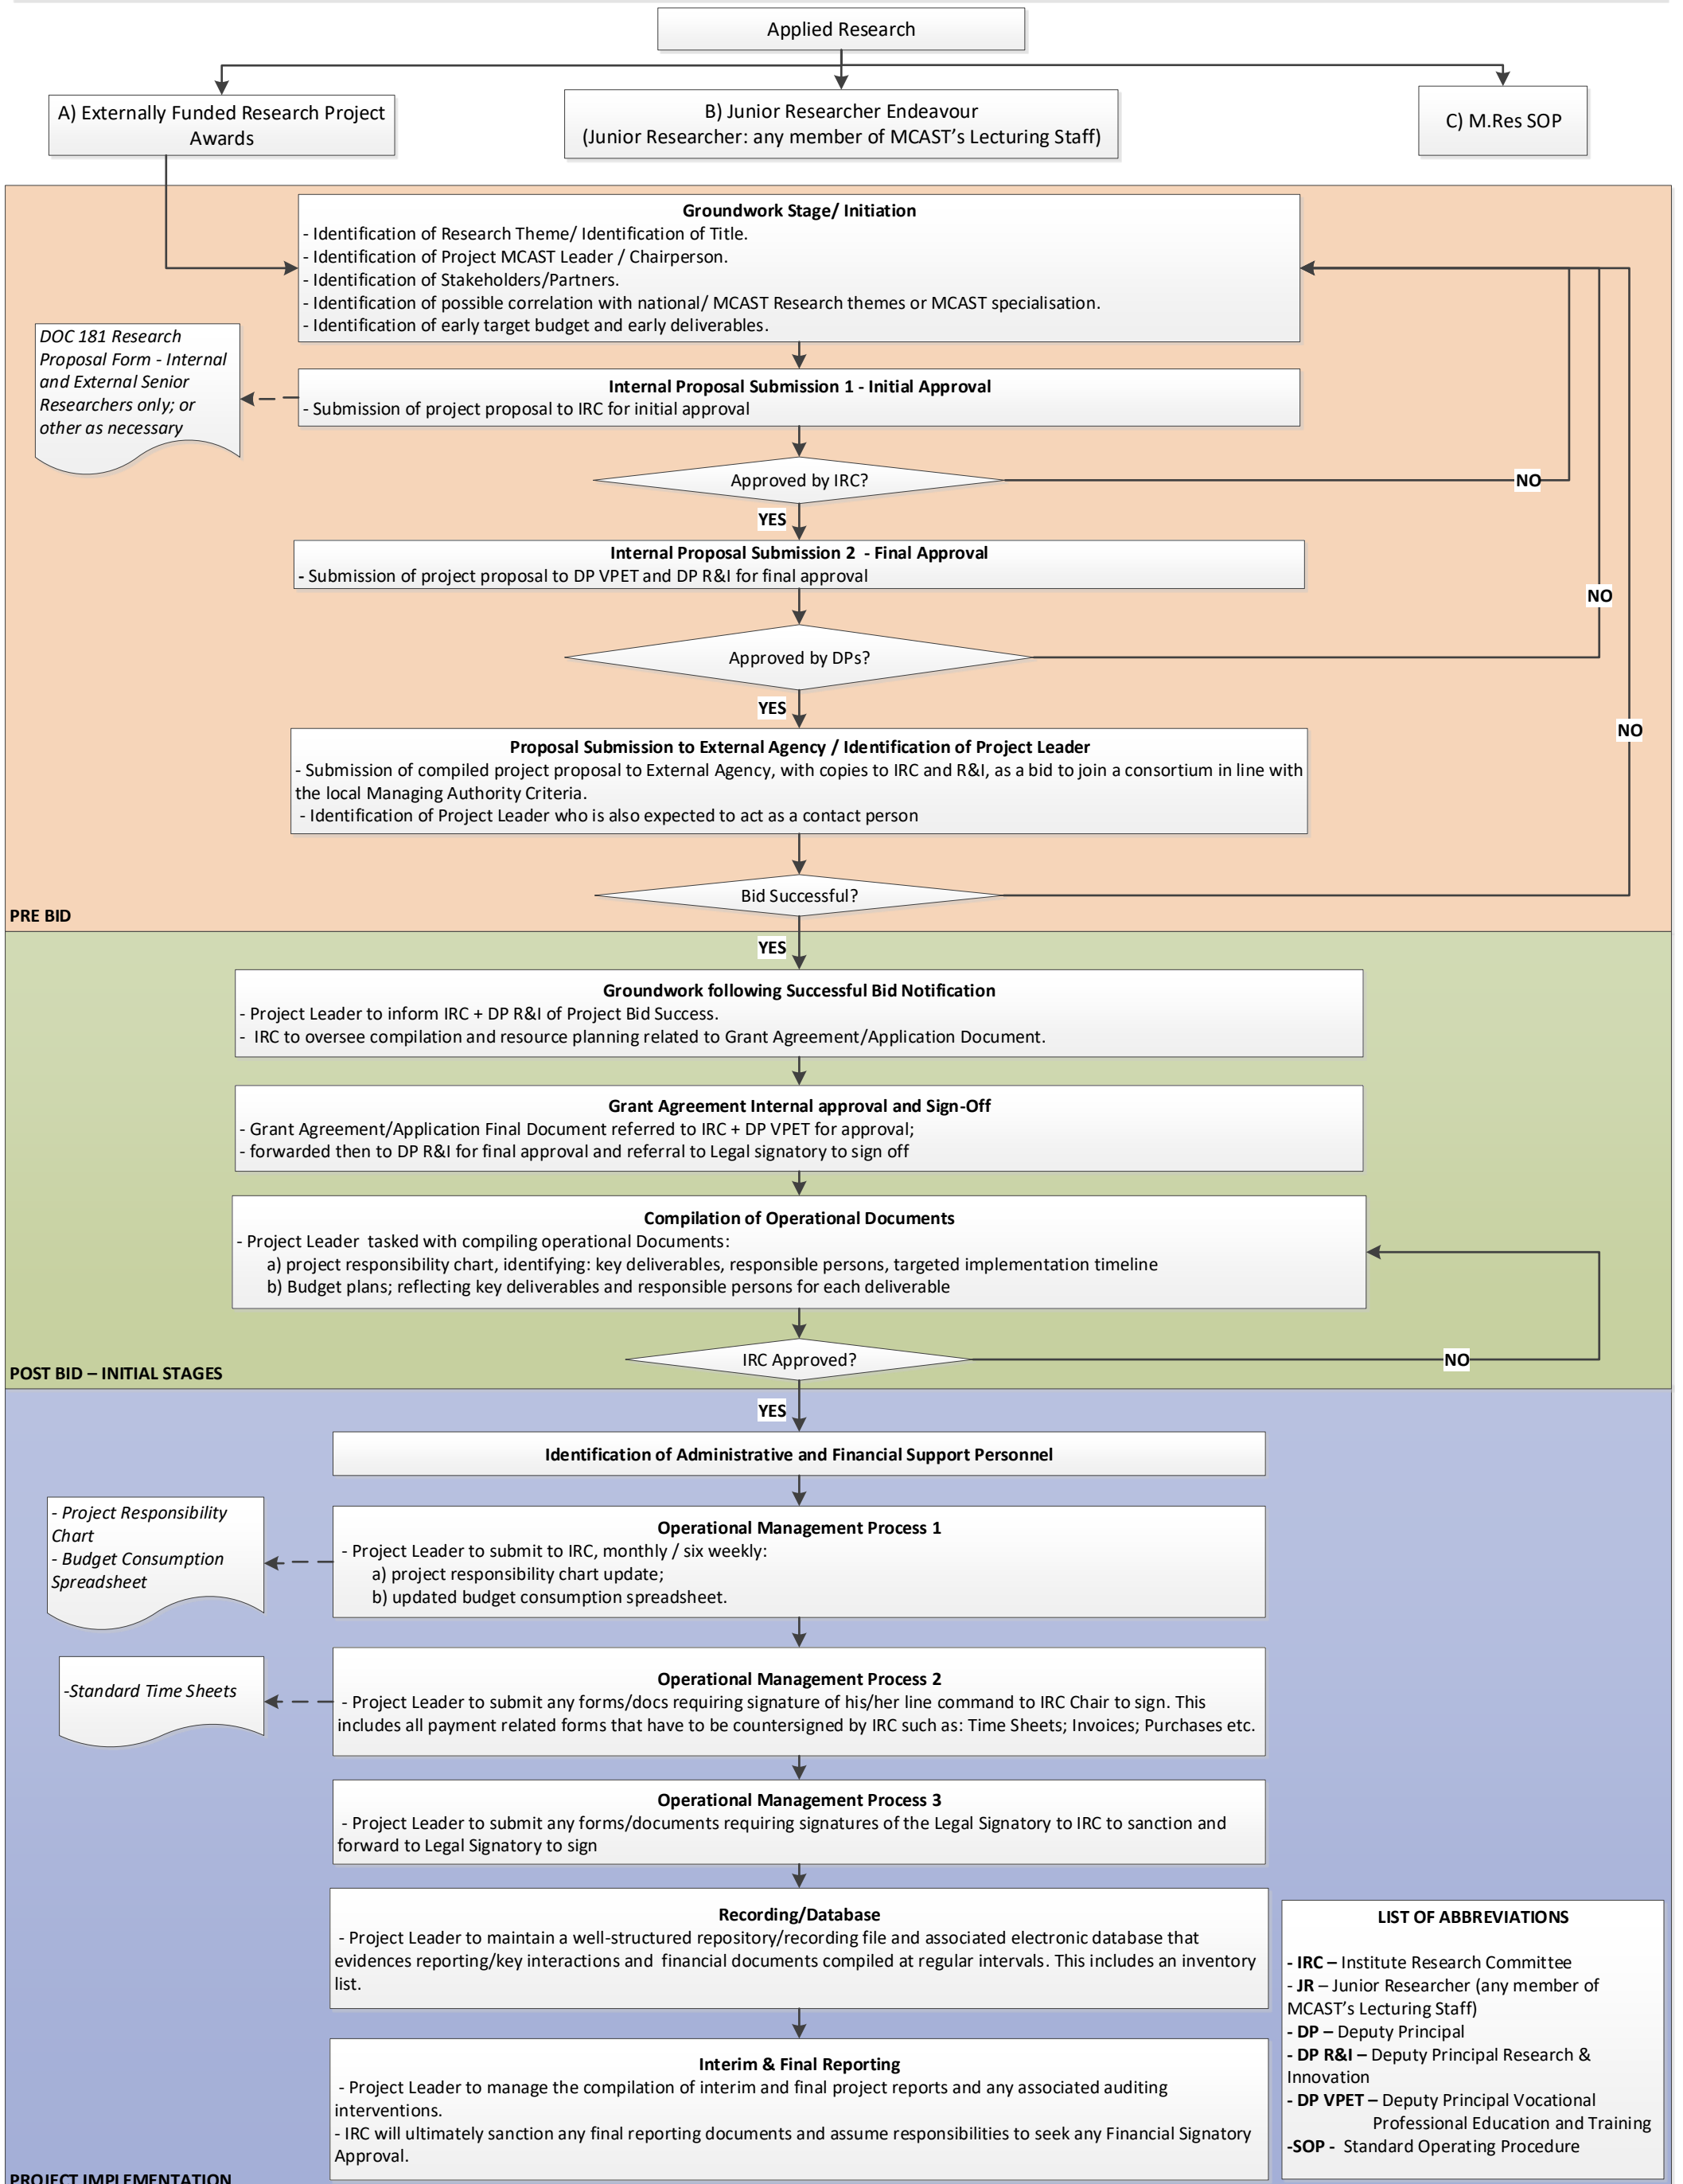 Applied Research
A) Externally Funded Research Project
Awards
B) Junior Researcher Endeavour
(Junior Researcher: any member of MCAST’s Lecturing Staff)
C) M.Res SOP
Groundwork Stage/ Initiation
- Identification of Research Theme/ Identification of Title.
- Identification of Project MCAST Leader / Chairperson.
- Identification of Stakeholders/Partners.
- Identification of possible correlation with national/ MCAST Research themes or MCAST specialisation.
- Identification of early target budget and early deliverables.
DOC 181 Research
Proposal Form - Internal
and External Senior
Researchers only; or
other as necessary
Internal Proposal Submission 1 - Initial Approval
- Submission of project proposal to IRC for initial approval
Approved by IRC?
NO
YES
Internal Proposal Submission 2  - Final Approval
- Submission of project proposal to DP VPET and DP R&I for final approval
NO
Approved by DPs?
YES
NO
Proposal Submission to External Agency / Identification of Project Leader
- Submission of compiled project proposal to External Agency, with copies to IRC and R&I, as a bid to join a consortium in line with
the local Managing Authority Criteria.
- Identification of Project Leader who is also expected to act as a contact person
Bid Successful?
PRE BID
YES
Groundwork following Successful Bid Notification
- Project Leader to inform IRC + DP R&I of Project Bid Success.
-  IRC to oversee compilation and resource planning related to Grant Agreement/Application Document.
Grant Agreement Internal approval and Sign-Off
- Grant Agreement/Application Final Document referred to IRC + DP VPET for approval;
- forwarded then to DP R&I for final approval and referral to Legal signatory to sign off
Compilation of Operational Documents
- Project Leader  tasked with compiling operational Documents:
a) project responsibility chart, identifying: key deliverables, responsible persons, targeted implementation timeline
b) Budget plans; reflecting key deliverables and responsible persons for each deliverable
IRC Approved?
NO
POST BID – INITIAL STAGES
YES
Identification of Administrative and Financial Support Personnel
- Project Responsibility
Chart
- Budget Consumption
Spreadsheet
Operational Management Process 1
- Project Leader to submit to IRC, monthly / six weekly:
a) project responsibility chart update;
b) updated budget consumption spreadsheet.
-Standard Time Sheets
Operational Management Process 2
- Project Leader to submit any forms/docs requiring signature of his/her line command to IRC Chair to sign. This
includes all payment related forms that have to be countersigned by IRC such as: Time Sheets; Invoices; Purchases etc.
Operational Management Process 3
- Project Leader to submit any forms/documents requiring signatures of the Legal Signatory to IRC to sanction and
forward to Legal Signatory to sign
Recording/Database
- Project Leader to maintain a well-structured repository/recording file and associated electronic database that
evidences reporting/key interactions and  financial documents compiled at regular intervals. This includes an inventory
list.
Interim & Final Reporting
- Project Leader to manage the compilation of interim and final project reports and any associated auditing
interventions.
- IRC will ultimately sanction any final reporting documents and assume responsibilities to seek any Financial Signatory
Approval.
LIST OF ABBREVIATIONS
- IRC – Institute Research Committee
- JR – Junior Researcher (any member of
MCAST’s Lecturing Staff)
- DP – Deputy Principal
- DP R&I – Deputy Principal Research &
Innovation
- DP VPET – Deputy Principal Vocational
Professional Education and Training
-SOP -  Standard Operating Procedure
PROJECT IMPLEMENTATION